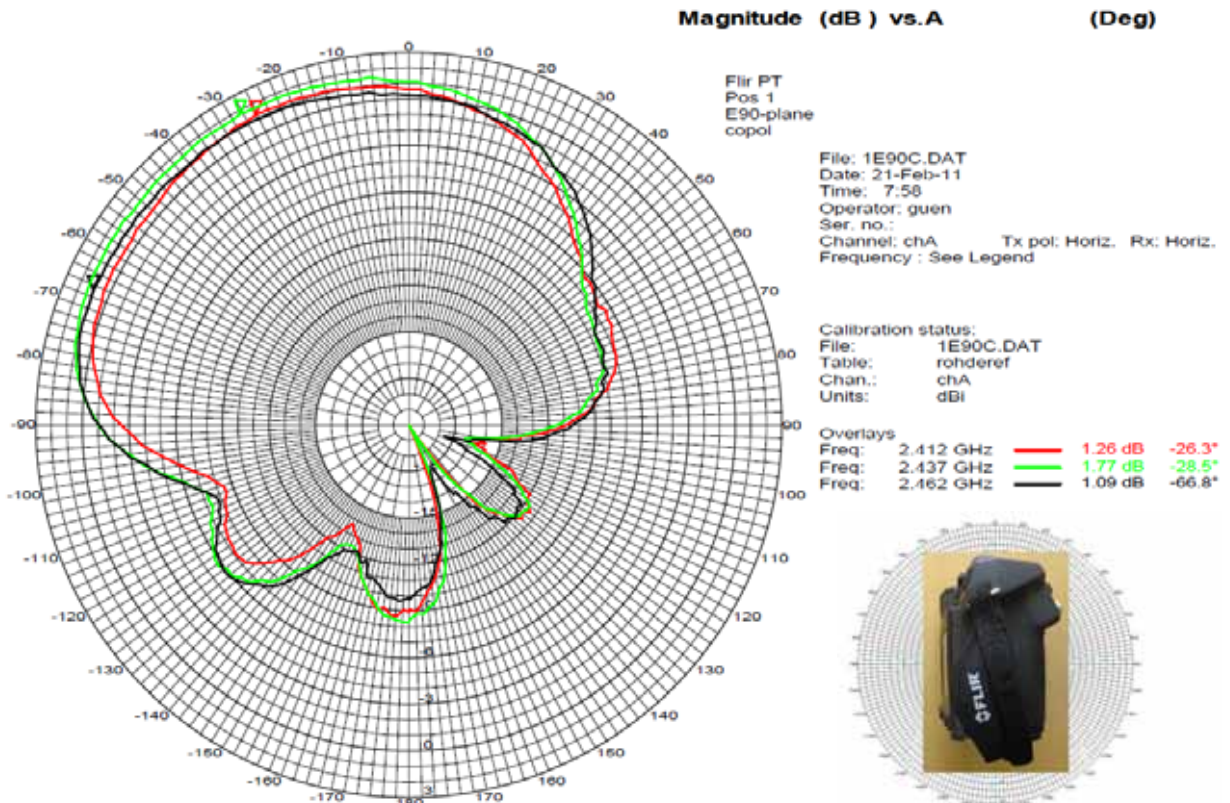 Magnitude (dB ) vs.A (Deg)
Flir PT
Pos 1
E90-plane
copol
File: 1E90C.DAT
Date: 21-Feb-11
Time: 7:58
Operator: guen
Ser. no.:
Channel: chA Tx pol: Horiz. Rx: Horiz.
Frequency : See Legend
Calibration status:
File: 1E90C.DAT
Table: rohderef
Chan.: chA
Units: dBi
Overlays
Freq: 2.412 GHz 1.26 dB -26.3°
Freq: 2.437 GHz 1.77 dB -28.5°
Freq: 2.462 GHz 1.09 dB -66.8°
0
-10 10
-20 20
-30 30
-40 40
-50 50
-60 60
-70 70
-80 80
-90 90
-100 100
-110 110
-120 120
-130 130
-140 140
-150 150
-160 160
-170 170
180
-3
0
3
FLIR